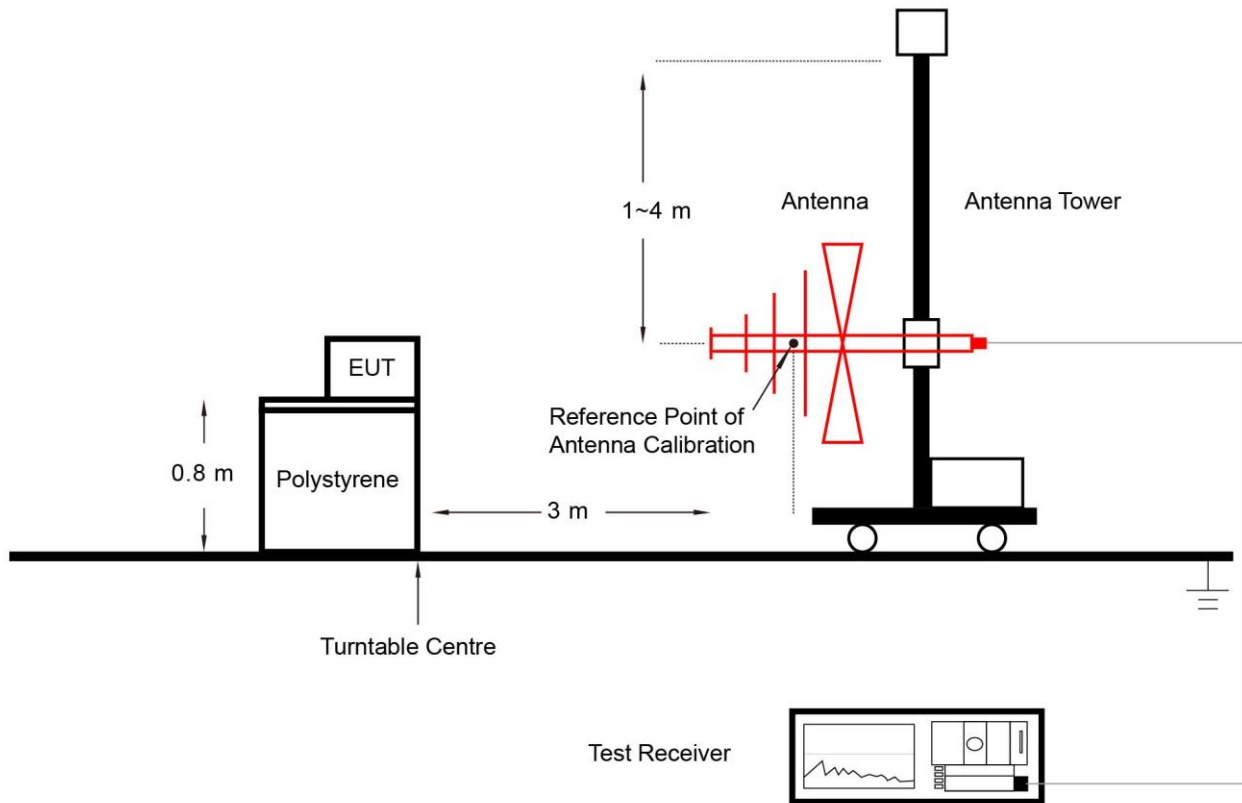 1~4 m
Antenna
Antenna Tower
EUT
Reference Point of
Antenna Calibration
0.8 m
Polystyrene
3 m
Turntable Centre
Test Receiver